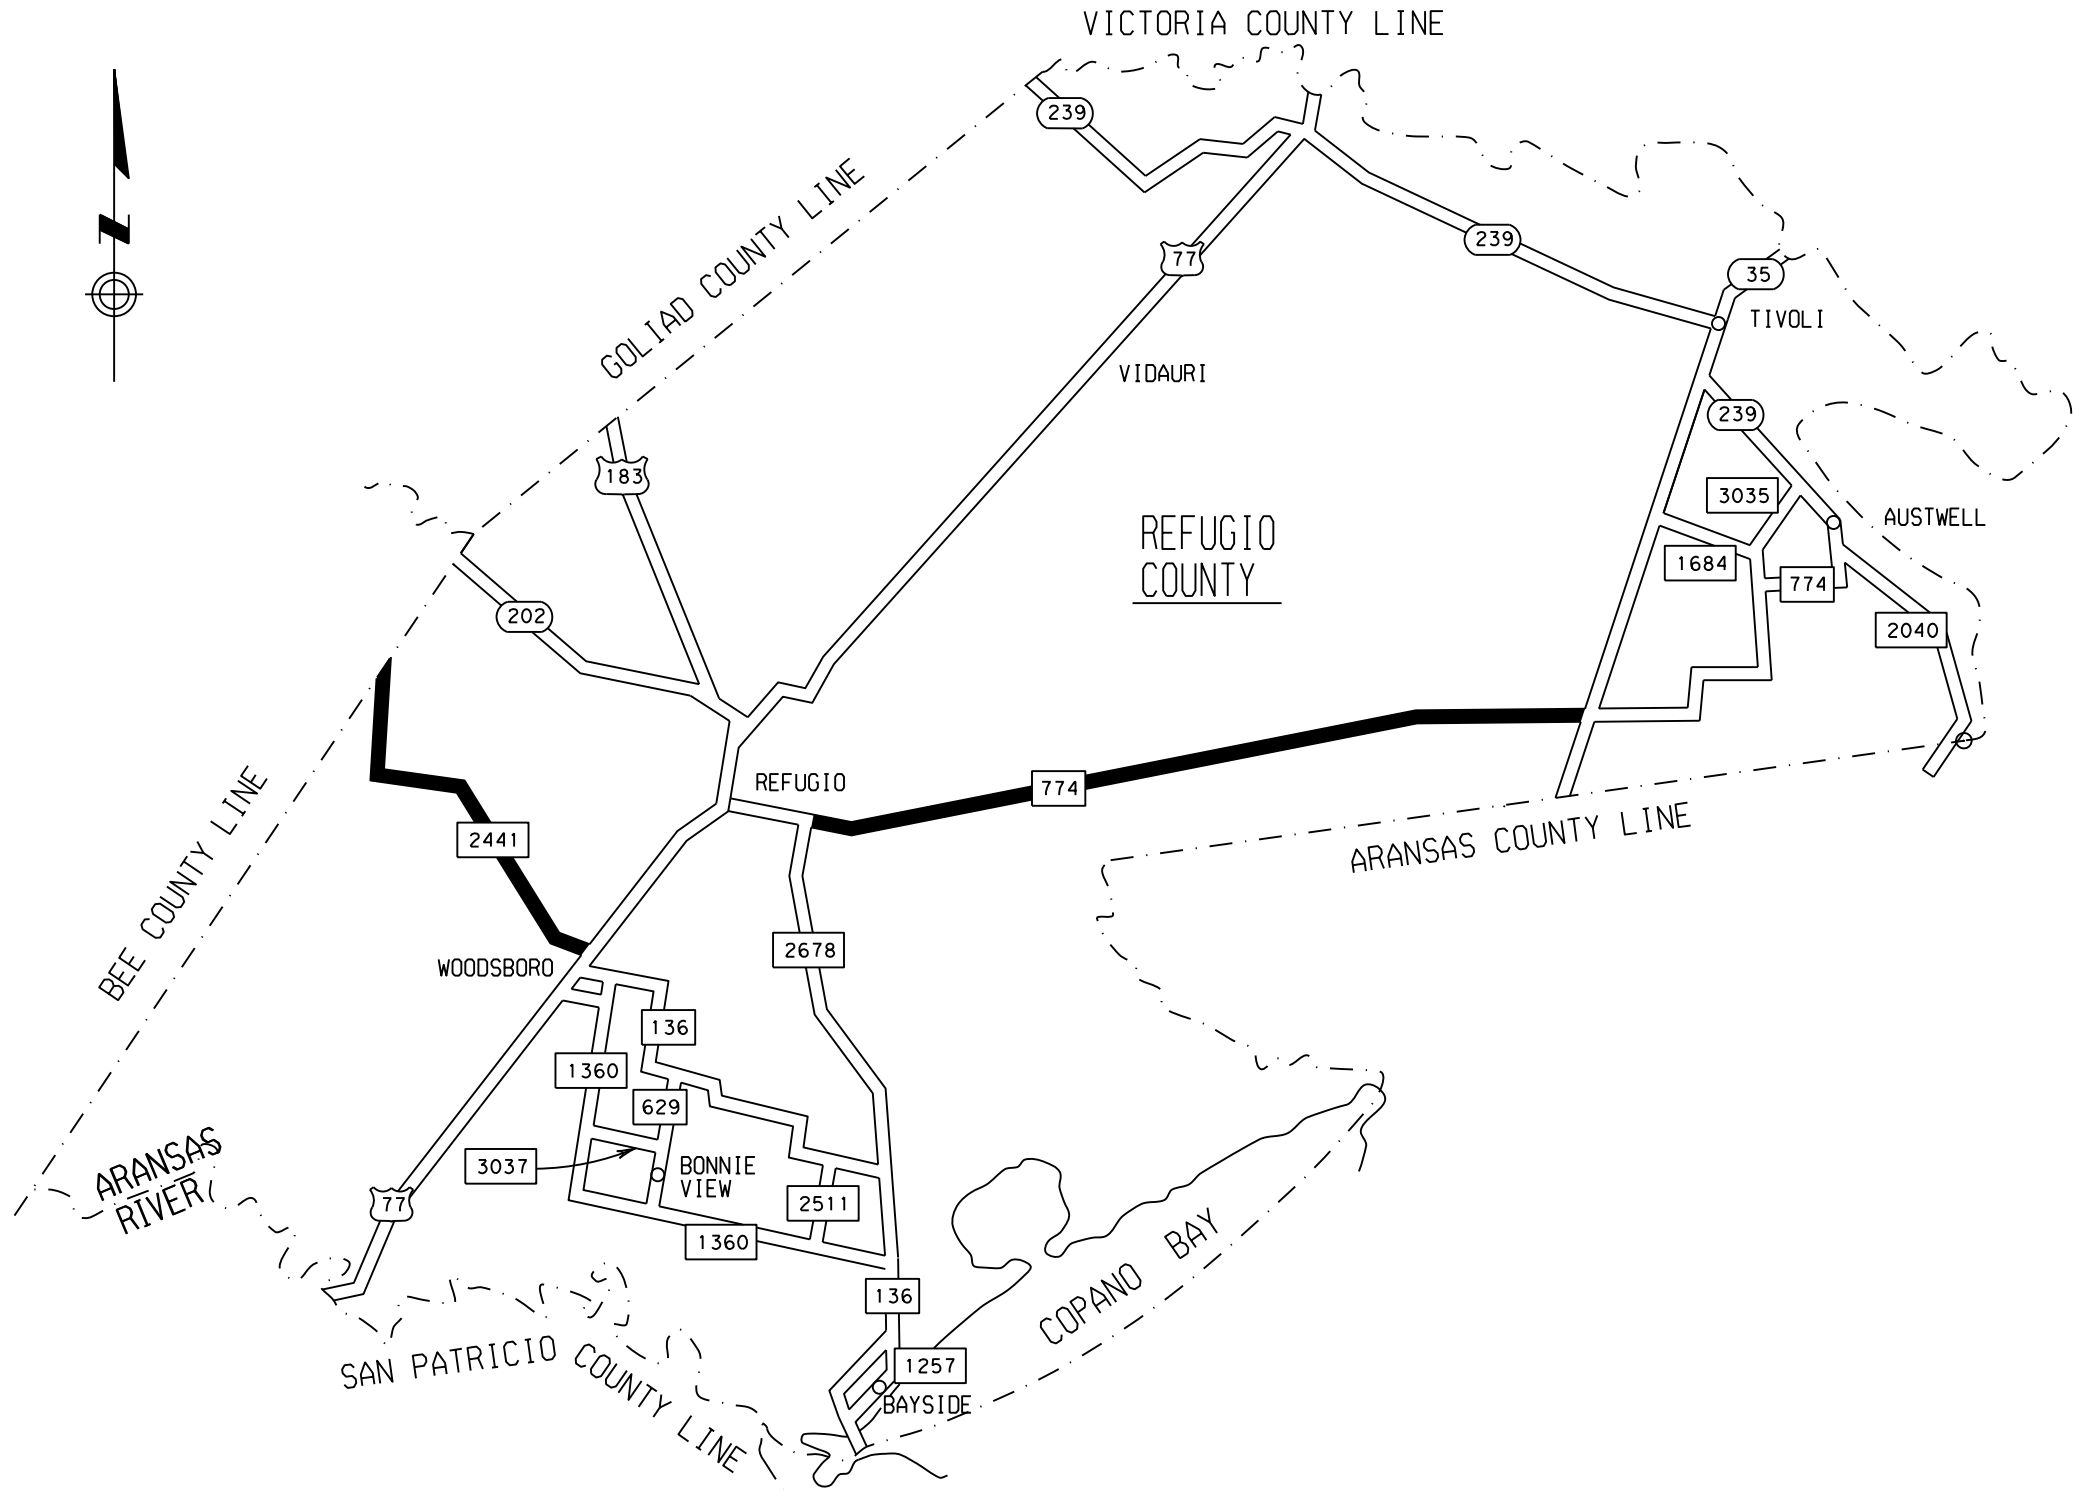 VICTORIA COUNTY LINE
239
N
GOLIAD COUNTY LINE
239
77
35
TIVOLI
VIDAURI
239
183
3035
AUSTWELL
REFUGIO
COUNTY
1684
774
202
2040
REFUGIO
774
ARANSAS COUNTY LINE
2441
BEE COUNTY LINE
2678
WOODSBORO
136
1360
629
3037
BONNIE
VIEW
ARANSAS
RIVER
77
2511
1360
COPANO BAY
136
SAN PATRICIO COUNTY LINE
1257
BAYSIDE